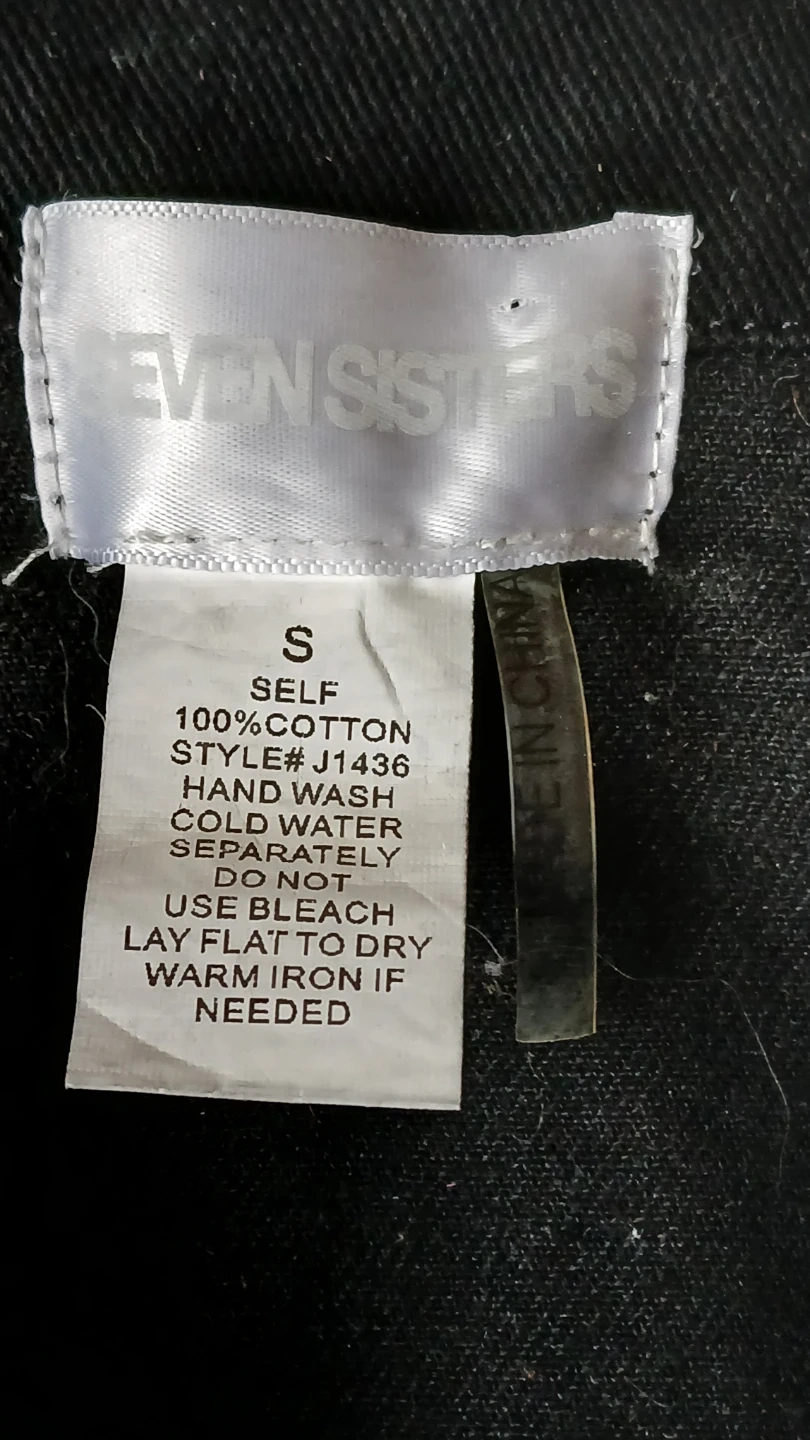 SEVEN SISTERS
S
SELF
100%COTTON
STYLE# J1436
HAND WASH
COLD WATER
SEPARATELY
DO NOT
USE BLEACH
LAY FLAT TO DRY
WARM IRON IF
NEEDED
MADE IN CHINA